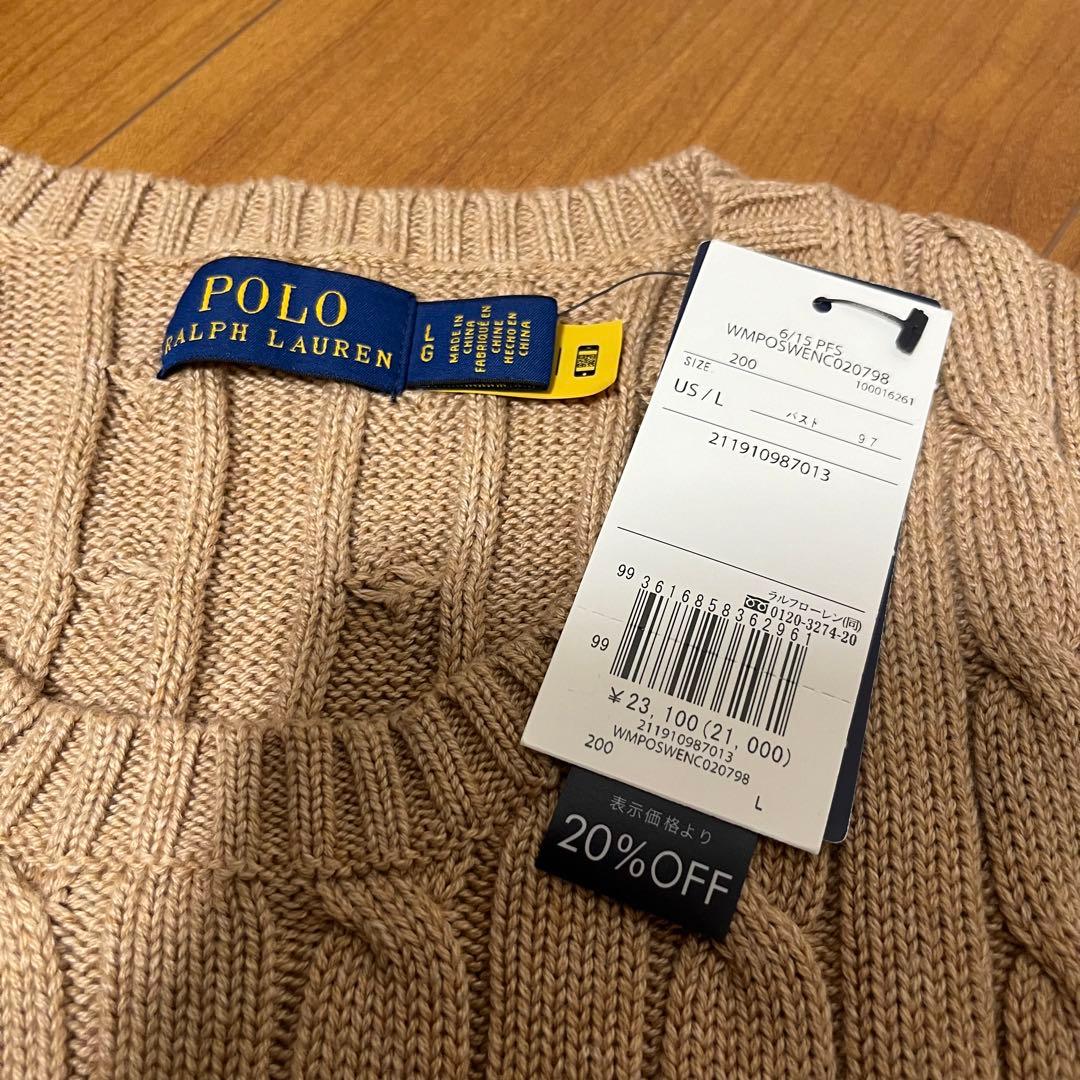 POLO
RALPH LAUREN
L
G
MADE IN
CHINA
FABRIQUÉ EN
CHINE
HECHO EN
CHINA
6/15 PFS
WMPOSWENC020798
SIZE 200 100016261
US/L バスト 97
211910987013
ラルフローレン(同)
0120-3274-20
99 3616858362961
99
¥23,100(21,000)
211910987013
WMPOSWENC020798
200 L
表示価格より
20%OFF